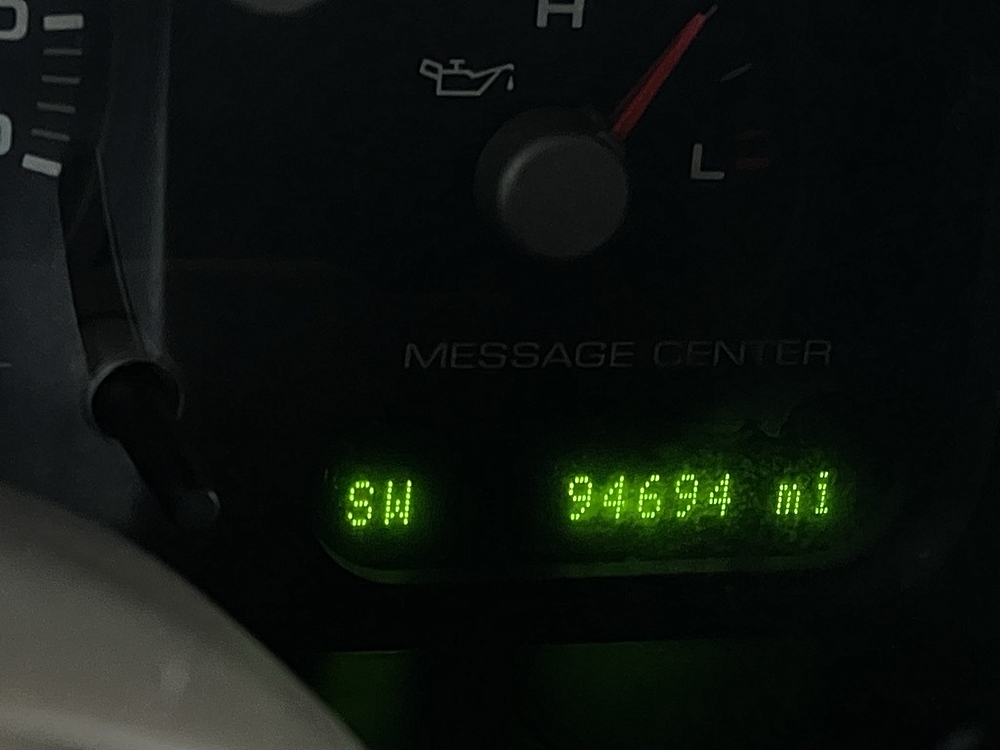 H
L
MESSAGE CENTER
SW 94694 mi